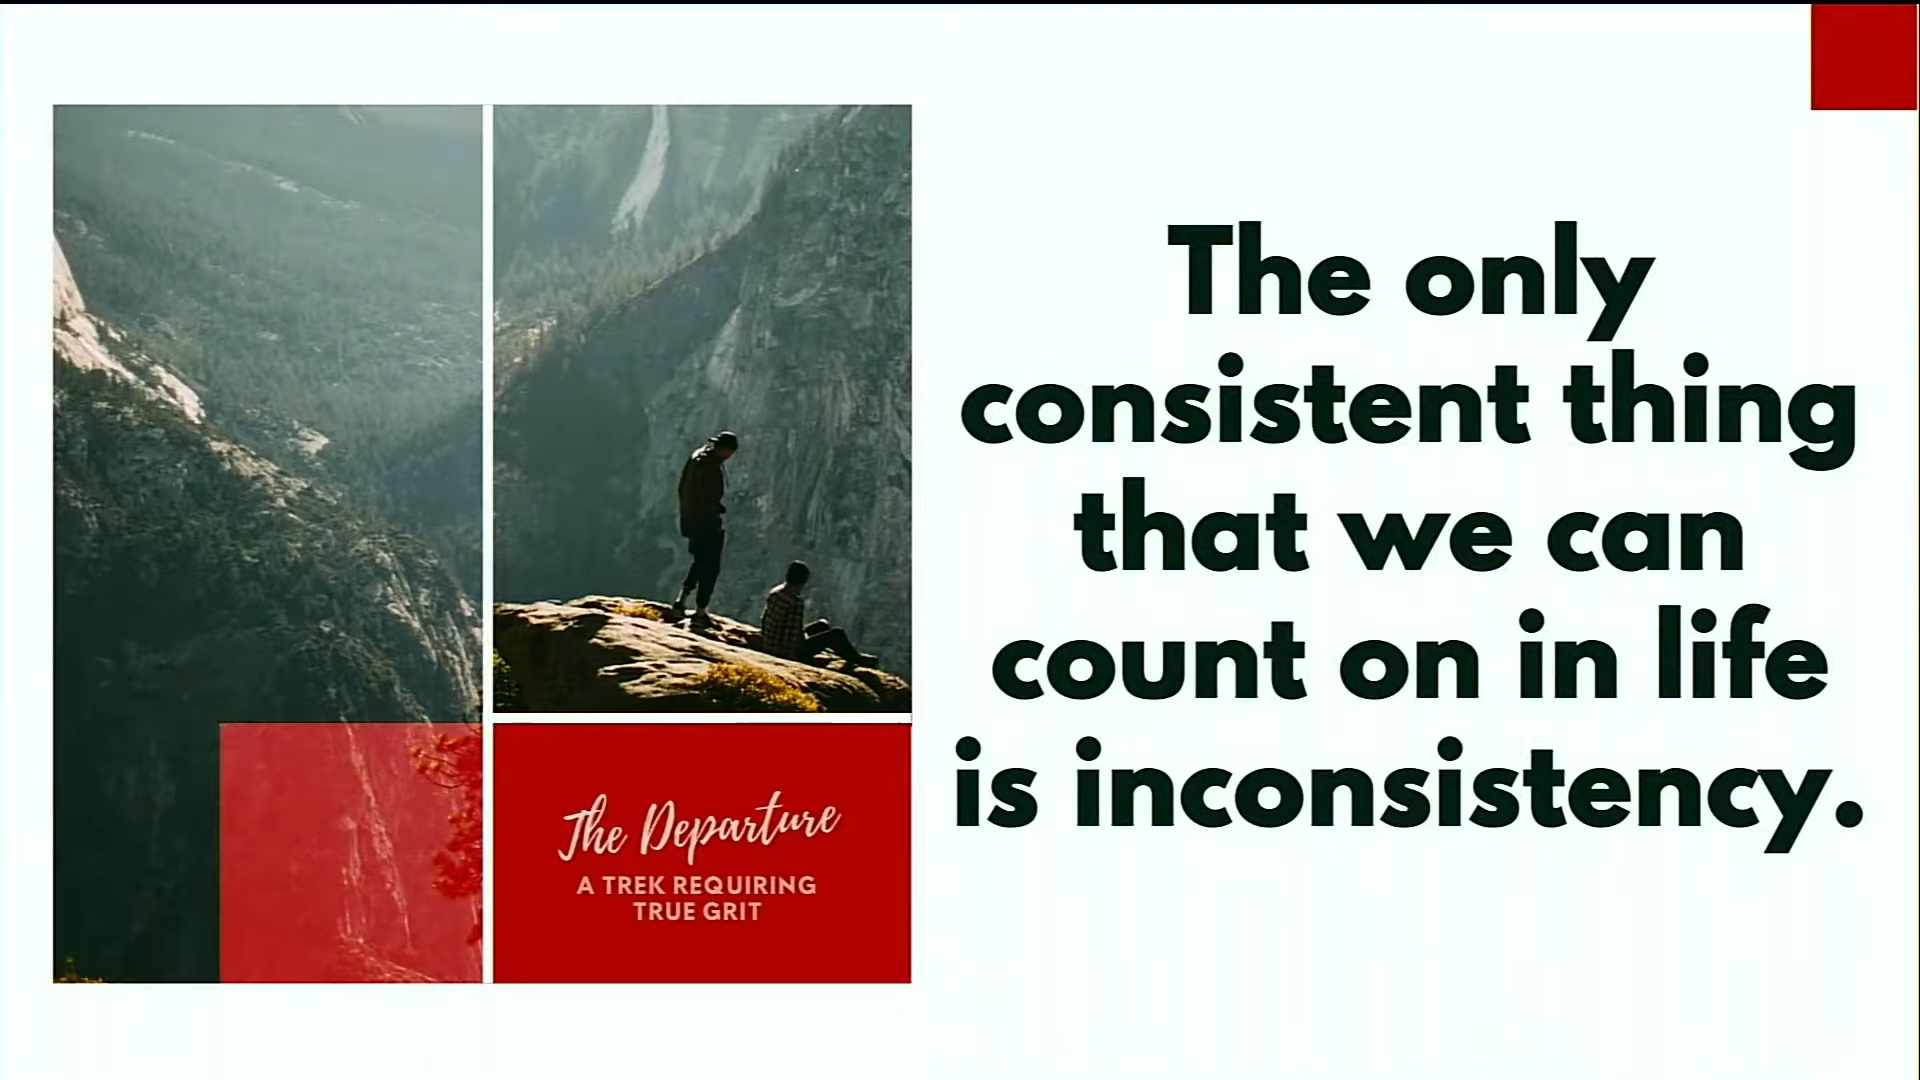 The only
consistent thing
that we can
count on in life
is inconsistency.
The Departure
A TREK REQUIRING
TRUE GRIT